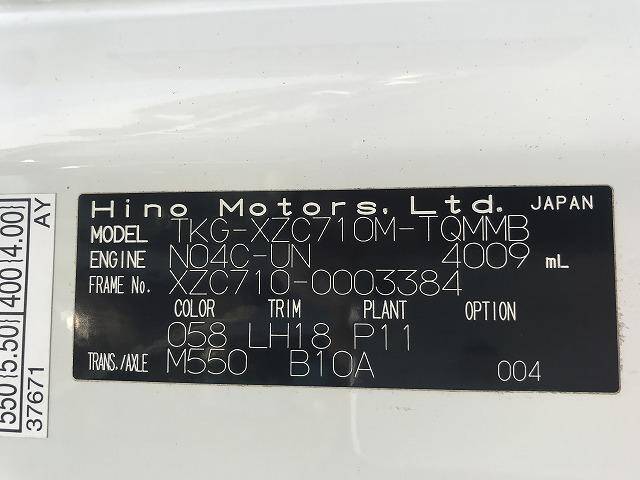 Hino Motors, Ltd. JAPAN
MODEL TKG-XZC710M-TQMMB
ENGINE N04C-UN 4009 mL
FRAME No. XZC710-0003384
COLOR TRIM PLANT OPTION
058 LH18 P11
TRANS./AXLE M550 B10A 004
550(5.50) 400(4.00)
AY
37671